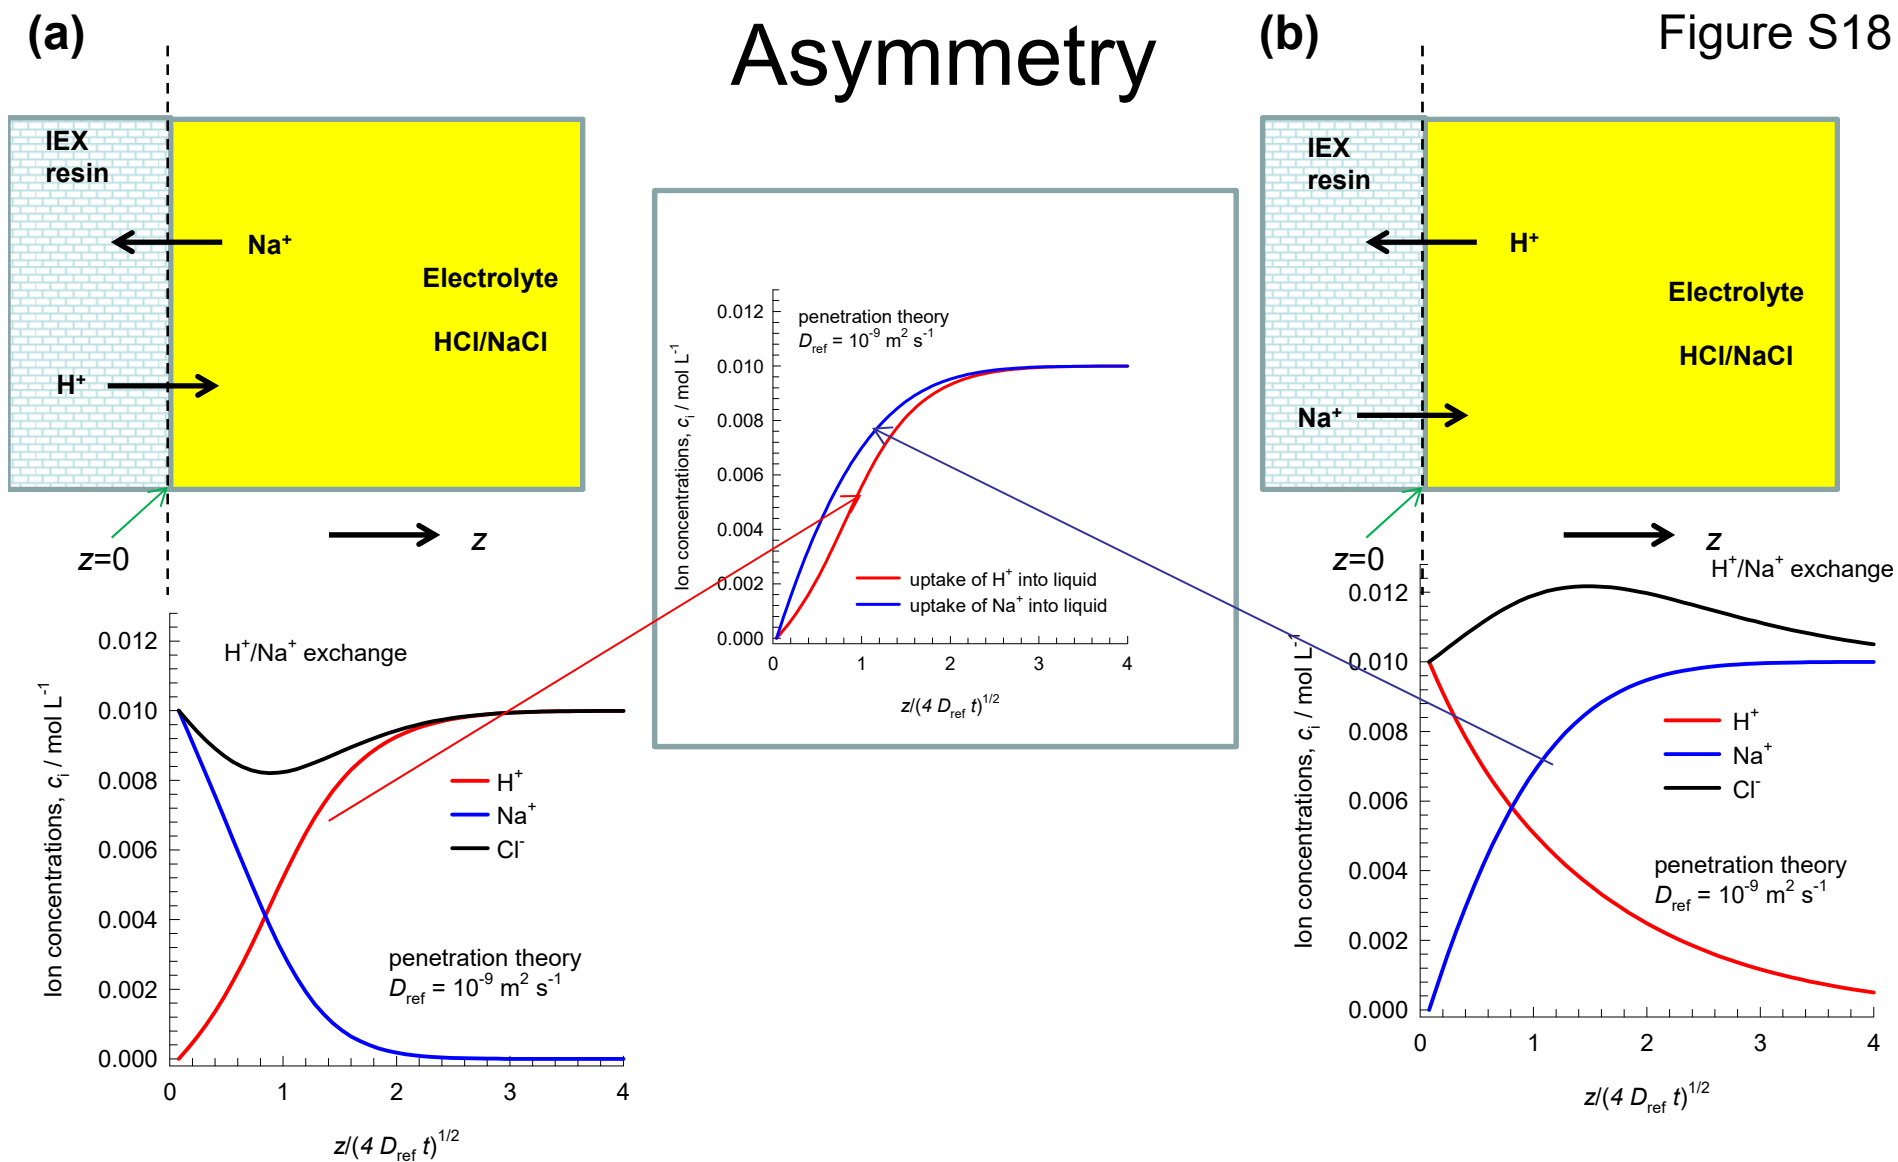 (a)
Asymmetry
(b)
Figure S18
IEX
resin
Na⁺
Electrolyte
HCl/NaCl
H⁺
z=0
z
0.012
0.010
0.008
0.006
0.004
0.002
0.000
Ion concentrations, cᵢ / mol L⁻¹
H⁺/Na⁺ exchange
H⁺
Na⁺
Cl⁻
penetration theory
D_ref = 10⁻⁹ m² s⁻¹
0 1 2 3 4
z/(4 D_ref t)^1/2
0.012
0.010
0.008
0.006
0.004
0.002
0.000
Ion concentrations, cᵢ / mol L⁻¹
penetration theory
D_ref = 10⁻⁹ m² s⁻¹
uptake of H⁺ into liquid
uptake of Na⁺ into liquid
0 1 2 3 4
z/(4 D_ref t)^1/2
IEX
resin
H⁺
Electrolyte
HCl/NaCl
Na⁺
z=0
z
H⁺/Na⁺ exchange
0.012
0.010
0.008
0.006
0.004
0.002
0.000
Ion concentrations, cᵢ / mol L⁻¹
H⁺
Na⁺
Cl⁻
penetration theory
D_ref = 10⁻⁹ m² s⁻¹
0 1 2 3 4
z/(4 D_ref t)^1/2